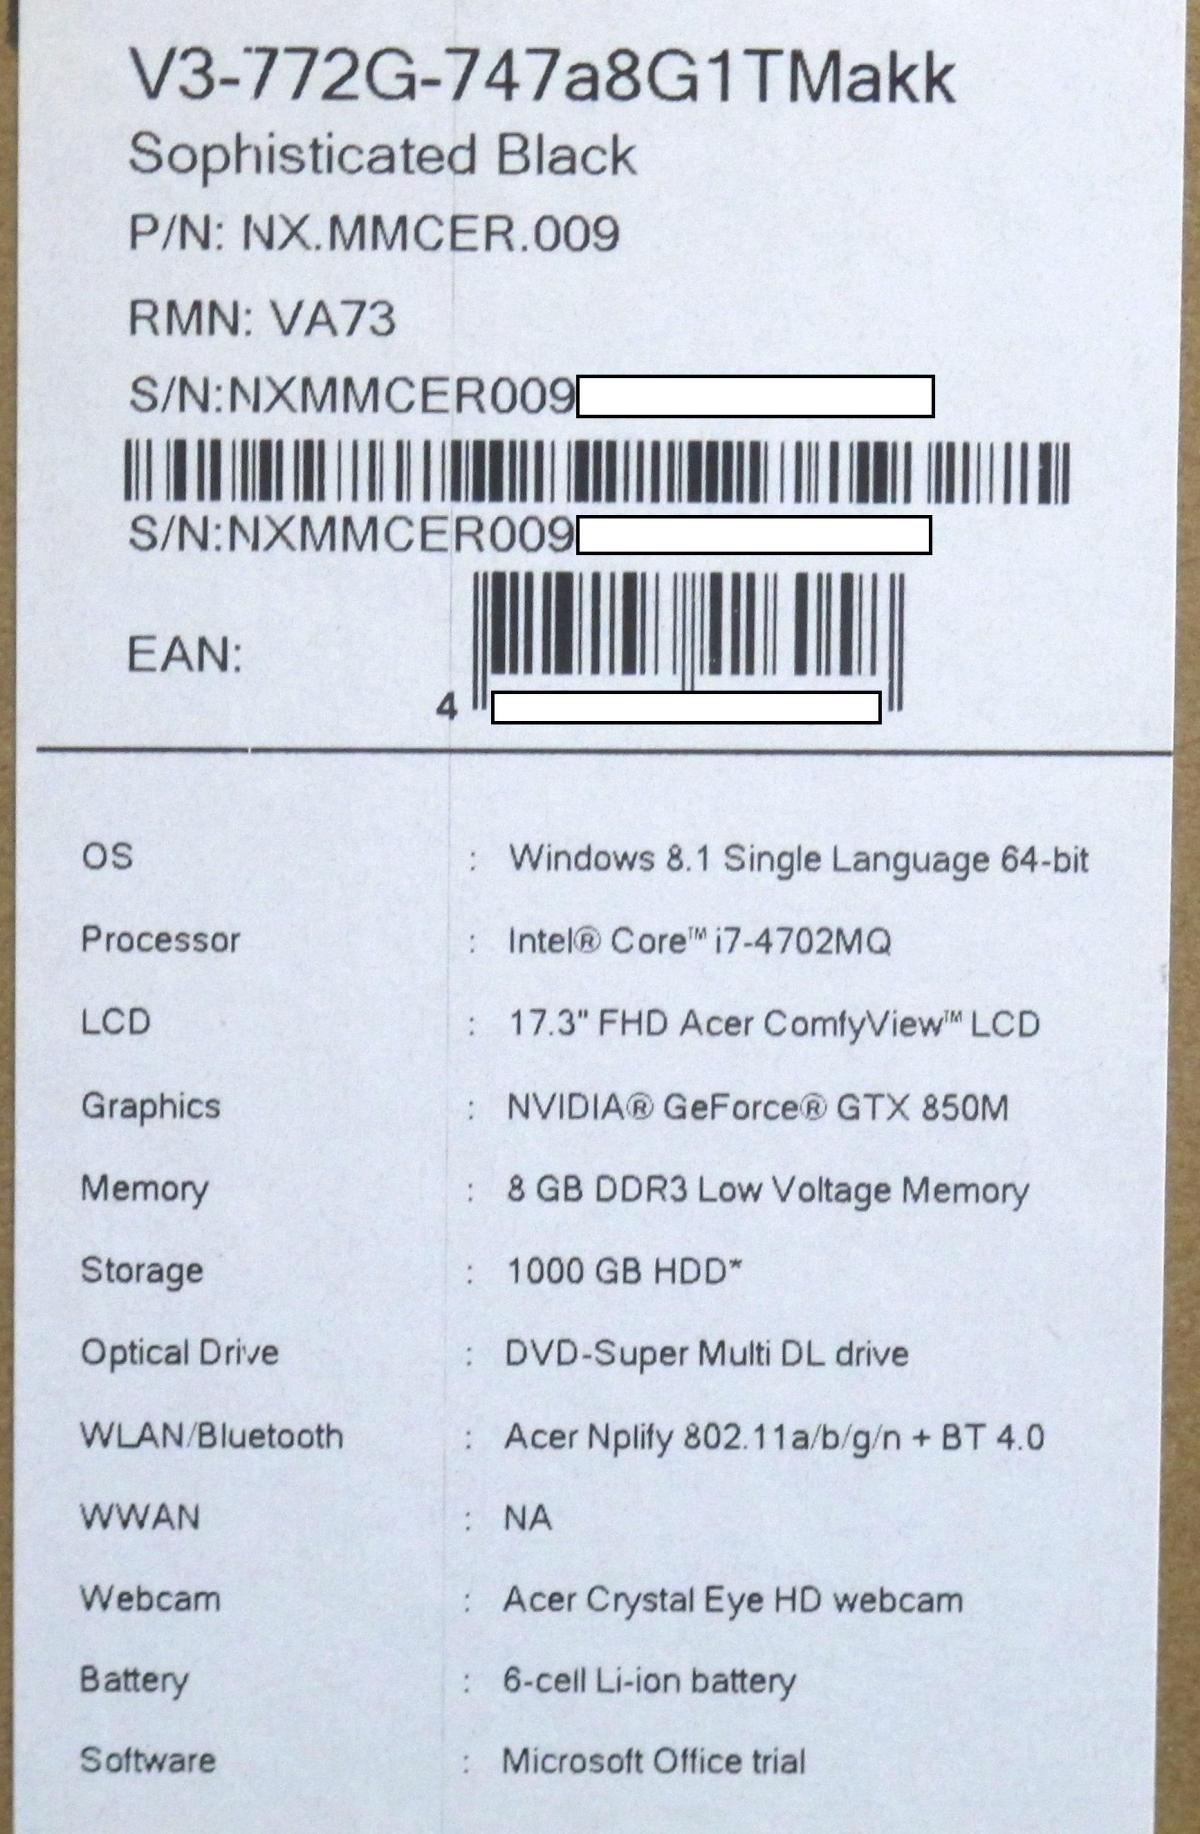 V3-772G-747a8G1TMakk
Sophisticated Black
P/N: NX.MMCER.009
RMN: VA73
S/N:NXMMCER009
S/N:NXMMCER009
EAN:
4
OS : Windows 8.1 Single Language 64-bit
Processor : Intel® Core™ i7-4702MQ
LCD : 17.3" FHD Acer ComfyView™ LCD
Graphics : NVIDIA® GeForce® GTX 850M
Memory : 8 GB DDR3 Low Voltage Memory
Storage : 1000 GB HDD*
Optical Drive : DVD-Super Multi DL drive
WLAN/Bluetooth : Acer Nplify 802.11a/b/g/n + BT 4.0
WWAN : NA
Webcam : Acer Crystal Eye HD webcam
Battery : 6-cell Li-ion battery
Software : Microsoft Office trial